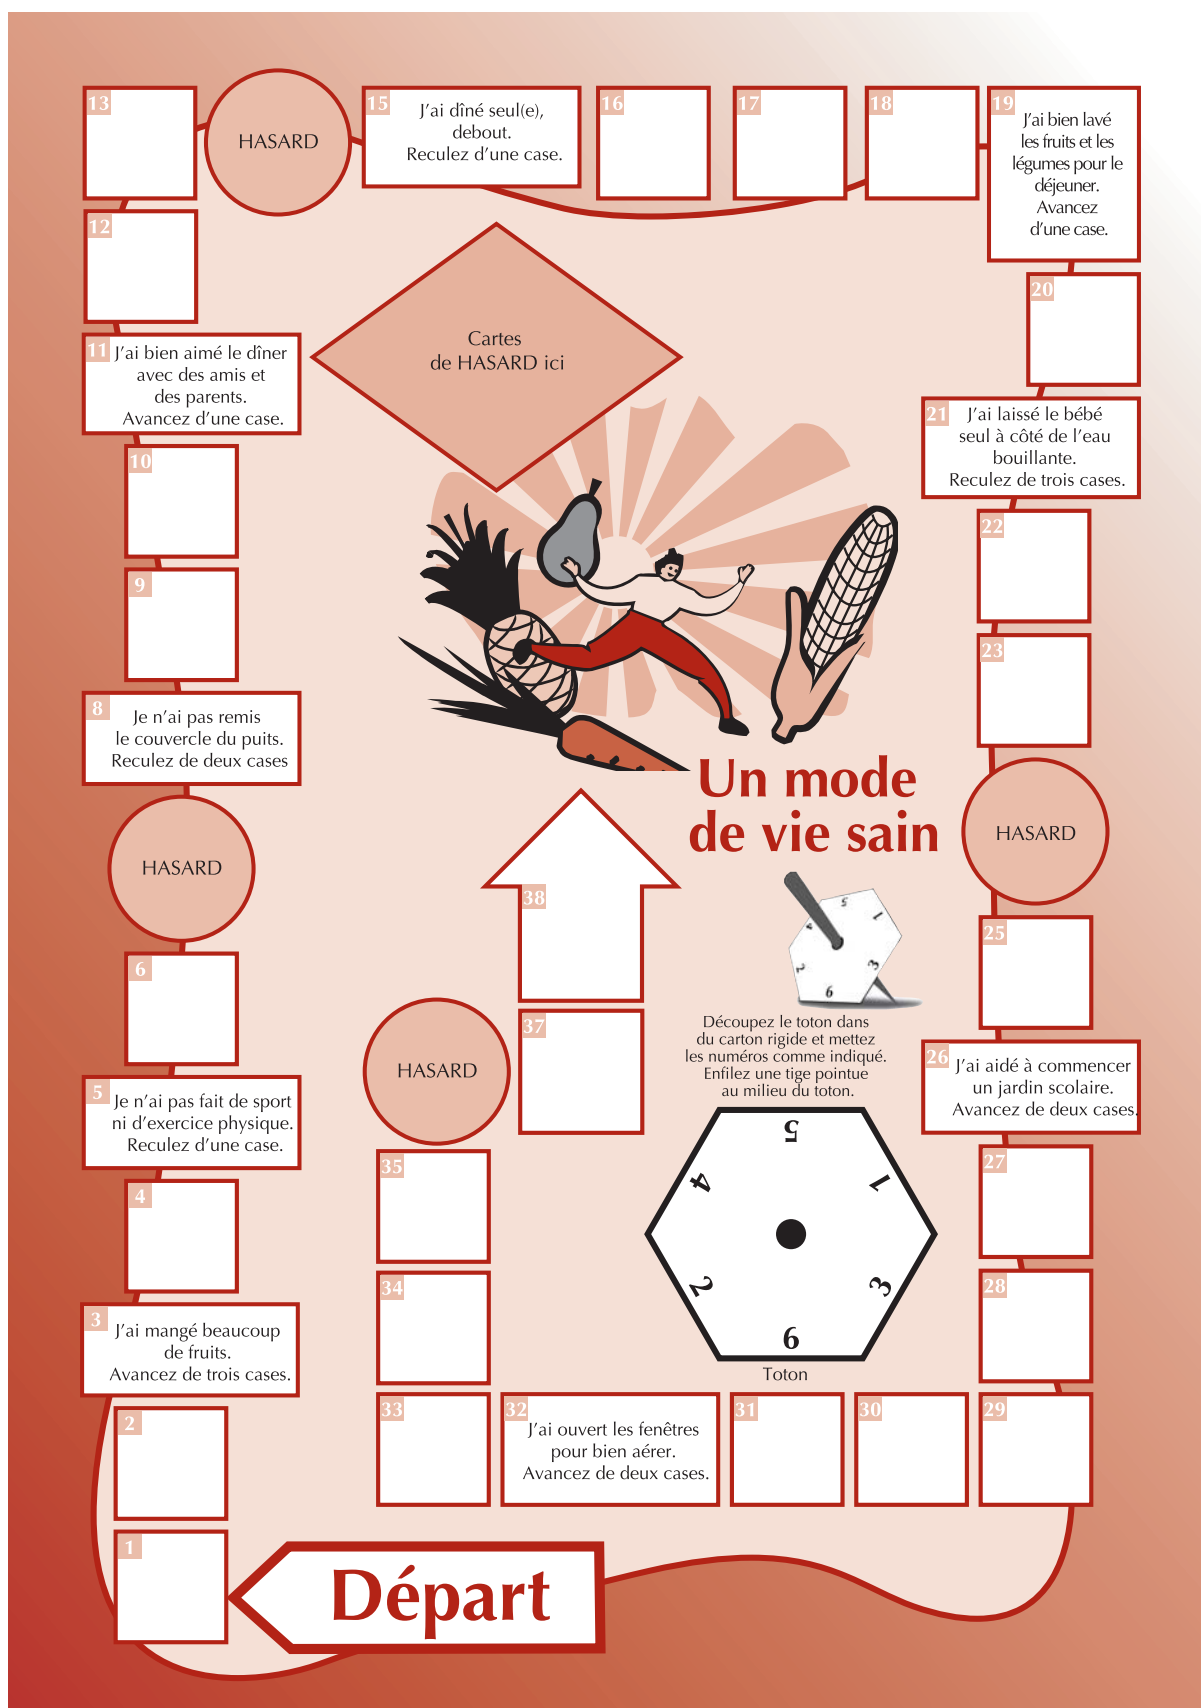 13
HASARD
15
J’ai dîné seul(e),
debout.
Reculez d’une case.
16
17
18
19
J’ai bien lavé
les fruits et les
légumes pour le
déjeuner.
Avancez
d’une case.
12
20
Cartes
de HASARD ici
11
J’ai bien aimé le dîner
avec des amis et
des parents.
Avancez d’une case.
21
J’ai laissé le bébé
seul à côté de l’eau
bouillante.
Reculez de trois cases.
10
22
9
23
8
Je n’ai pas remis
le couvercle du puits.
Reculez de deux cases
Un mode
de vie sain
HASARD
HASARD
38
5
1
4
3
2
6
25
6
37
Découpez le toton dans
du carton rigide et mettez
les numéros comme indiqué.
Enfilez une tige pointue
au milieu du toton.
HASARD
26
J’ai aidé à commencer
un jardin scolaire.
Avancez de deux cases.
5
Je n’ai pas fait de sport
ni d’exercice physique.
Reculez d’une case.
35
5
4
1
2
3
6
Toton
27
4
34
28
3
J’ai mangé beaucoup
de fruits.
Avancez de trois cases.
33
32
J’ai ouvert les fenêtres
pour bien aérer.
Avancez de deux cases.
31
30
29
2
1
Départ